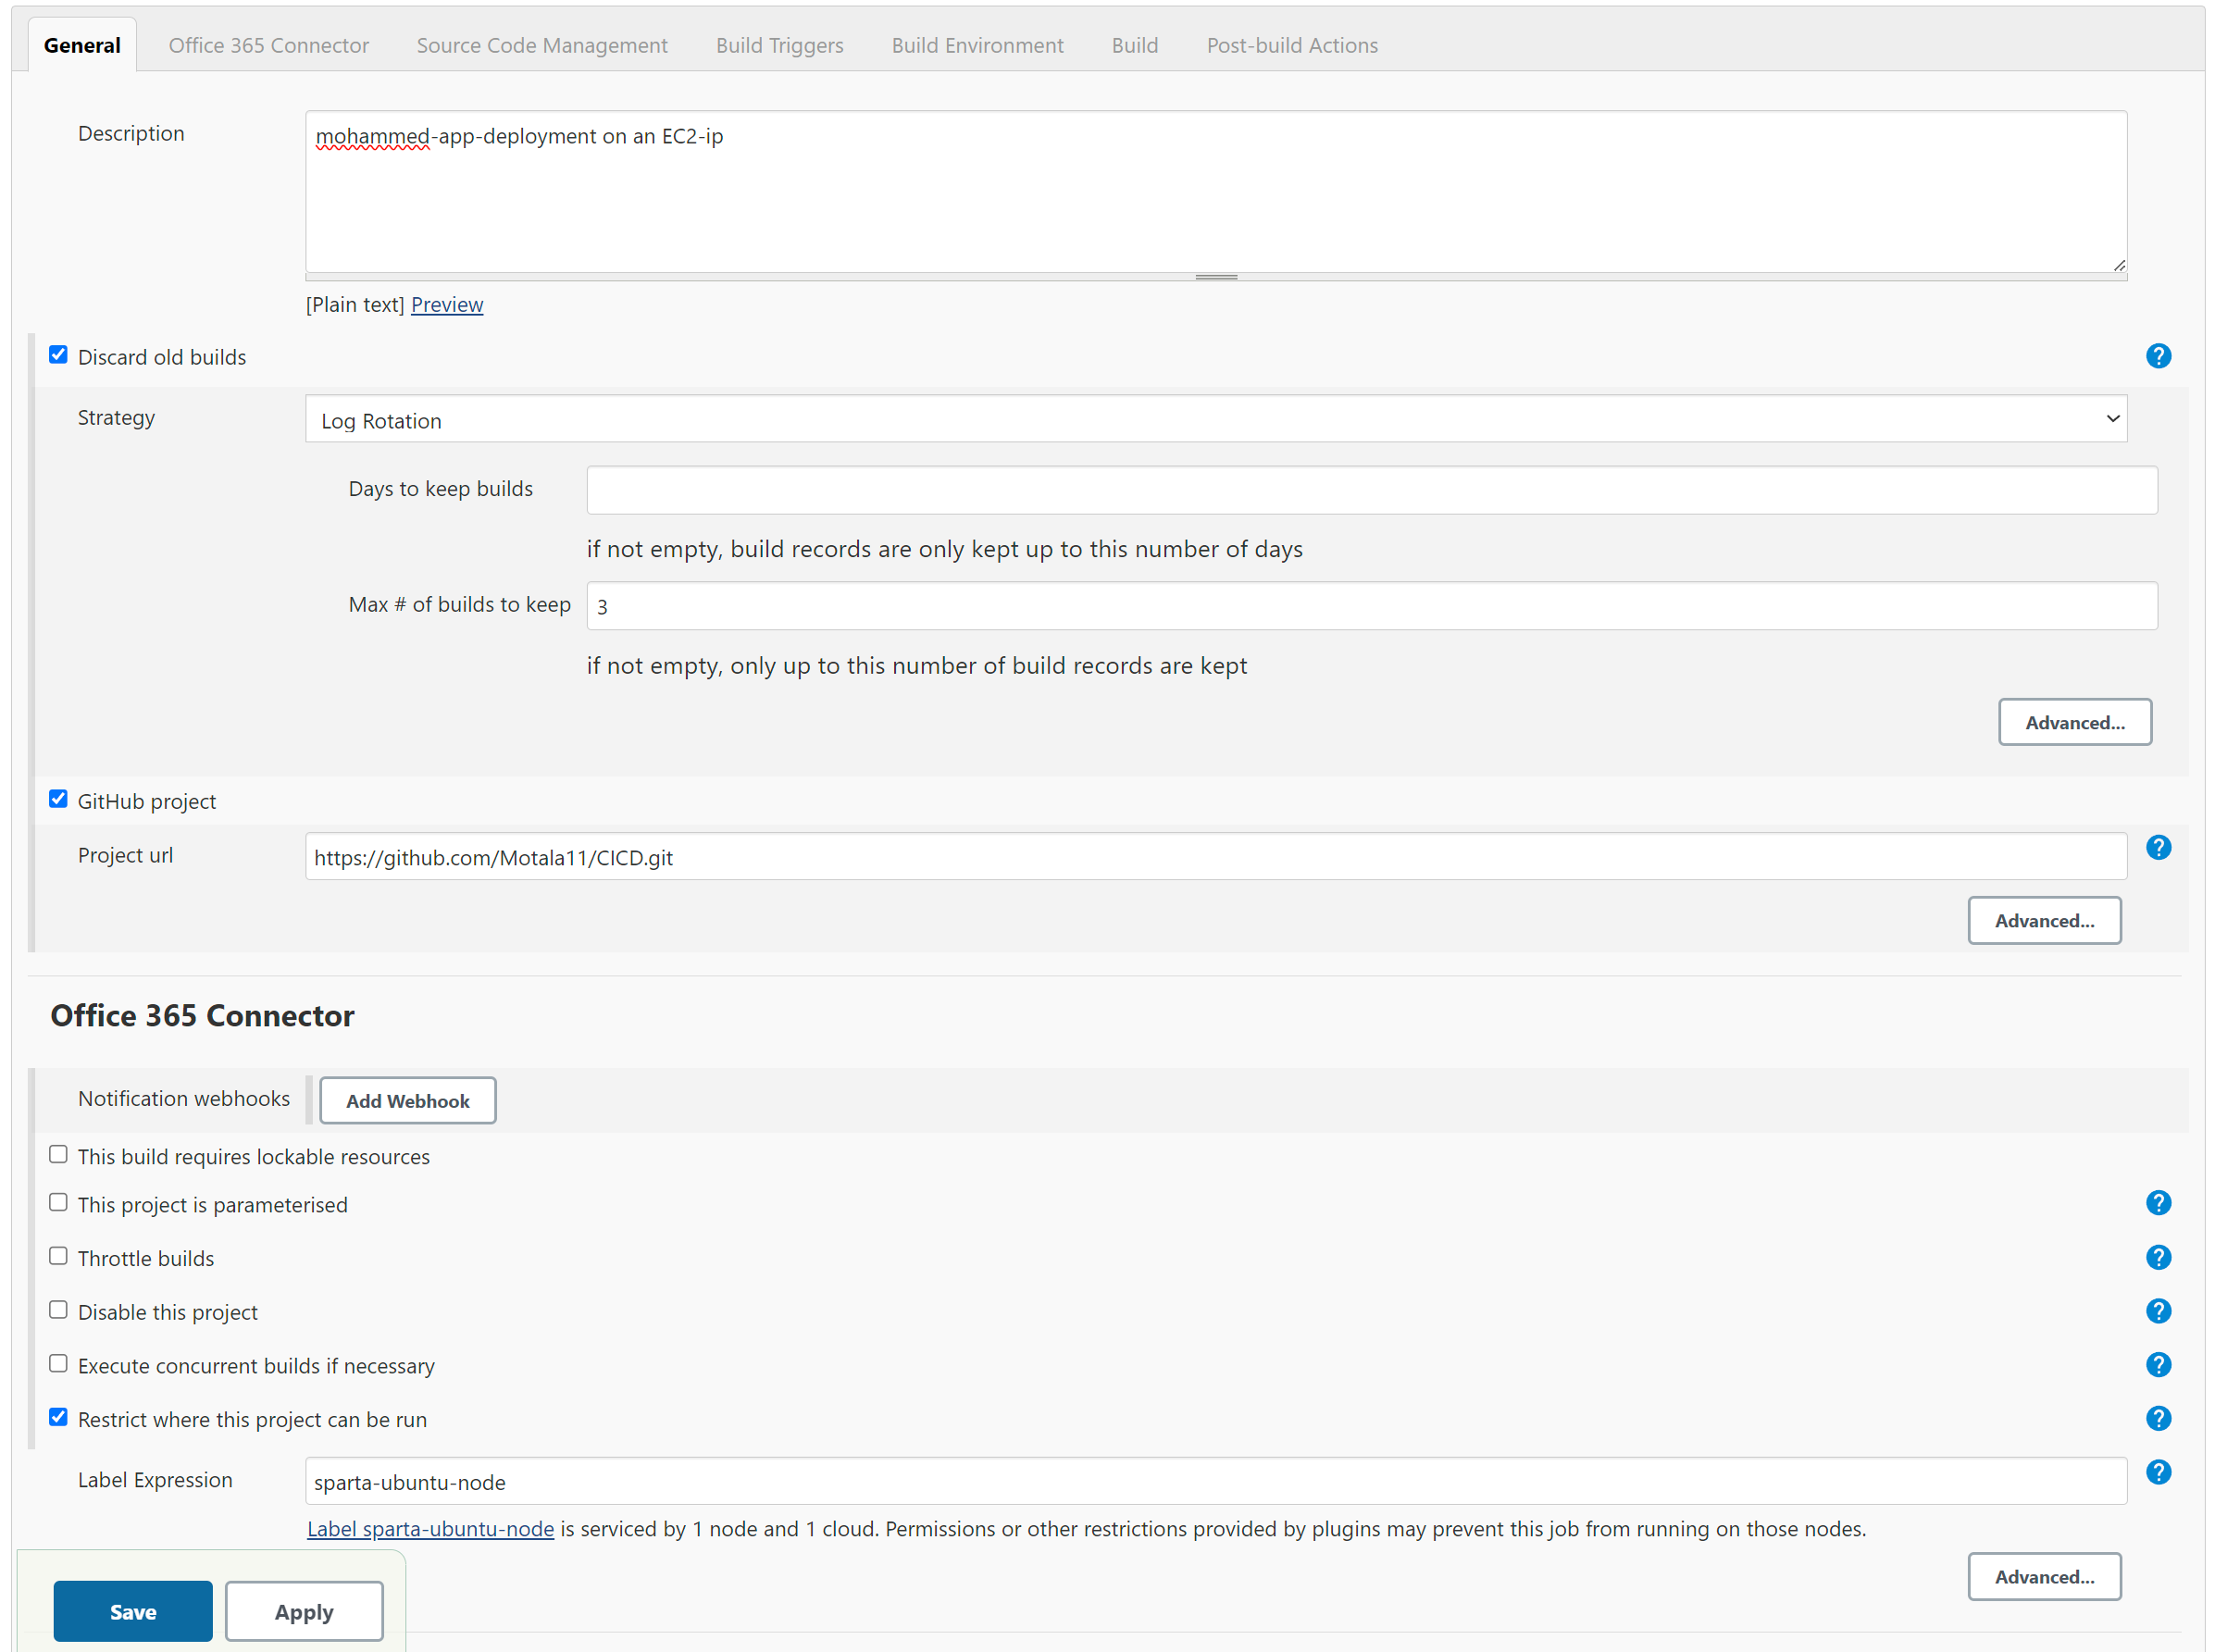 General Office 365 Connector Source Code Management Build Triggers Build Environment Build Post-build Actions
Description
mohammed-app-deployment on an EC2-ip
[Plain text] Preview
Discard old builds
?
Strategy
Log Rotation
Days to keep builds
if not empty, build records are only kept up to this number of days
Max # of builds to keep
3
if not empty, only up to this number of build records are kept
Advanced...
GitHub project
Project url
https://github.com/Motala11/CICD.git
?
Advanced...
Office 365 Connector
Notification webhooks
Add Webhook
This build requires lockable resources
This project is parameterised
?
Throttle builds
?
Disable this project
?
Execute concurrent builds if necessary
?
Restrict where this project can be run
?
Label Expression
sparta-ubuntu-node
?
Label sparta-ubuntu-node is serviced by 1 node and 1 cloud. Permissions or other restrictions provided by plugins may prevent this job from running on those nodes.
Advanced...
Save Apply